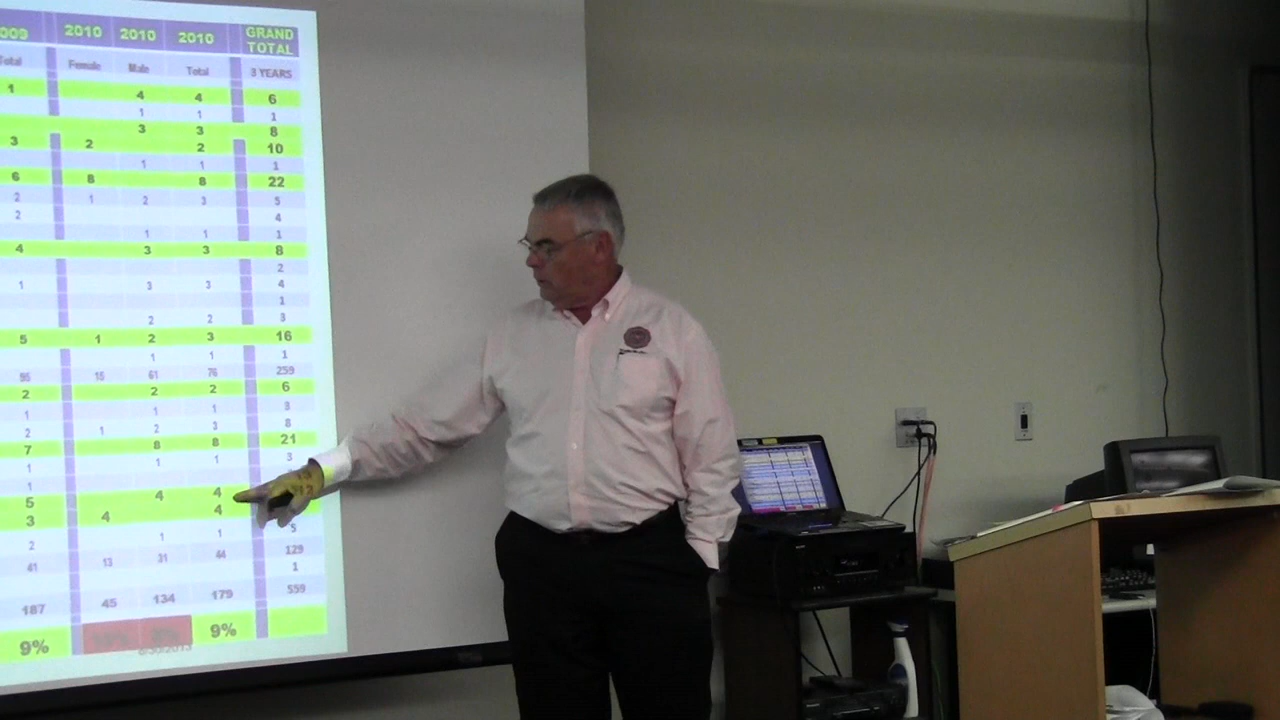 009 2010 2010 2010 GRAND TOTAL
Total Female Male Total 3 YEARS
1 4 4 6
1 1 1
3 3 8
3 2 2 10
1 1 1
6 8 8 22
2 1 2 3 5
2 4
1 1 1
4 3 3 8
2
1 3 3 4
1
2 2 3
5 1 2 3 16
1 1 1
95 15 61 76 259
2 2 2 6
1 1 1 3
2 1 2 3 8
7 8 8 21
1 1 1 3
1
5 4 4
3 4 4
2 1 1 5
41 13 31 44 129
1
187 45 134 179 559
9% 9%